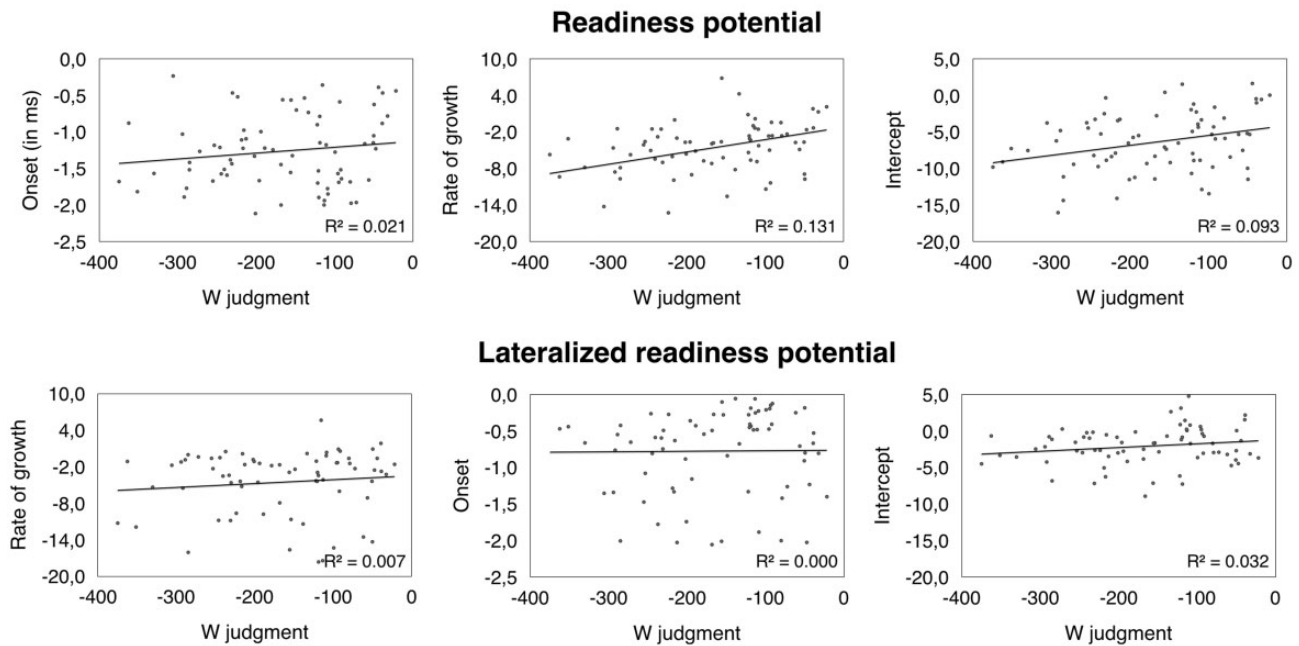 Readiness potential
Onset (in ms)
0,0
-0,5
-1,0
-1,5
-2,0
-2,5
R² = 0.021
-400 -300 -200 -100 0
W judgment
Rate of growth
10,0
4,0
-2,0
-8,0
-14,0
-20,0
R² = 0.131
-400 -300 -200 -100 0
W judgment
Intercept
5,0
0,0
-5,0
-10,0
-15,0
-20,0
R² = 0.093
-400 -300 -200 -100 0
W judgment
Lateralized readiness potential
Rate of growth
10,0
4,0
-2,0
-8,0
-14,0
-20,0
R² = 0.007
-400 -300 -200 -100 0
W judgment
Onset
0,0
-0,5
-1,0
-1,5
-2,0
-2,5
R² = 0.000
-400 -300 -200 -100 0
W judgment
Intercept
5,0
0,0
-5,0
-10,0
-15,0
-20,0
R² = 0.032
-400 -300 -200 -100 0
W judgment